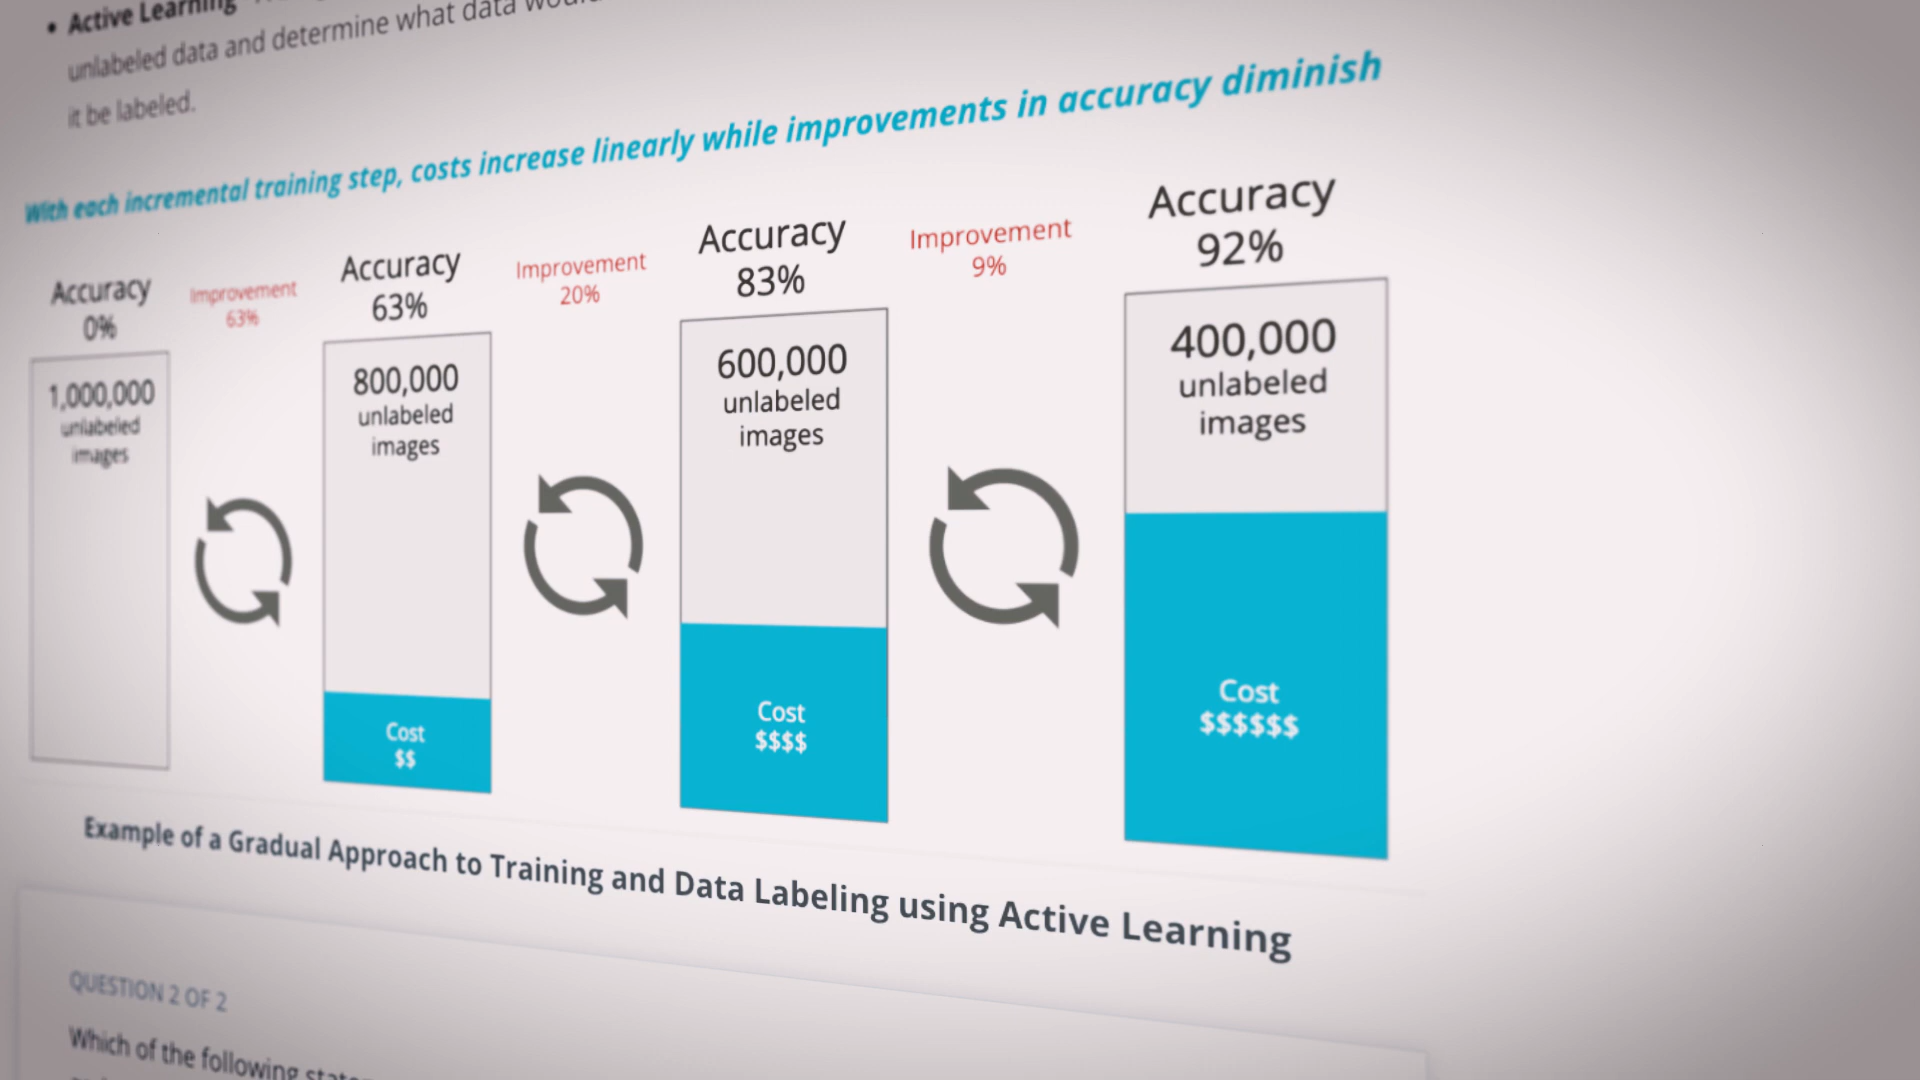 • Active Learning
unlabeled data and determine what data would
it be labeled.
With each incremental training step, costs increase linearly while improvements in accuracy diminish
Accuracy
0%
Improvement
63%
Accuracy
63%
Improvement
20%
Accuracy
83%
Improvement
9%
Accuracy
92%
1,000,000
unlabeled
images
800,000
unlabeled
images
Cost
$$
600,000
unlabeled
images
Cost
$$$$
400,000
unlabeled
images
Cost
$$$$$$
Example of a Gradual Approach to Training and Data Labeling using Active Learning
QUESTION 2 OF 2
Which of the following